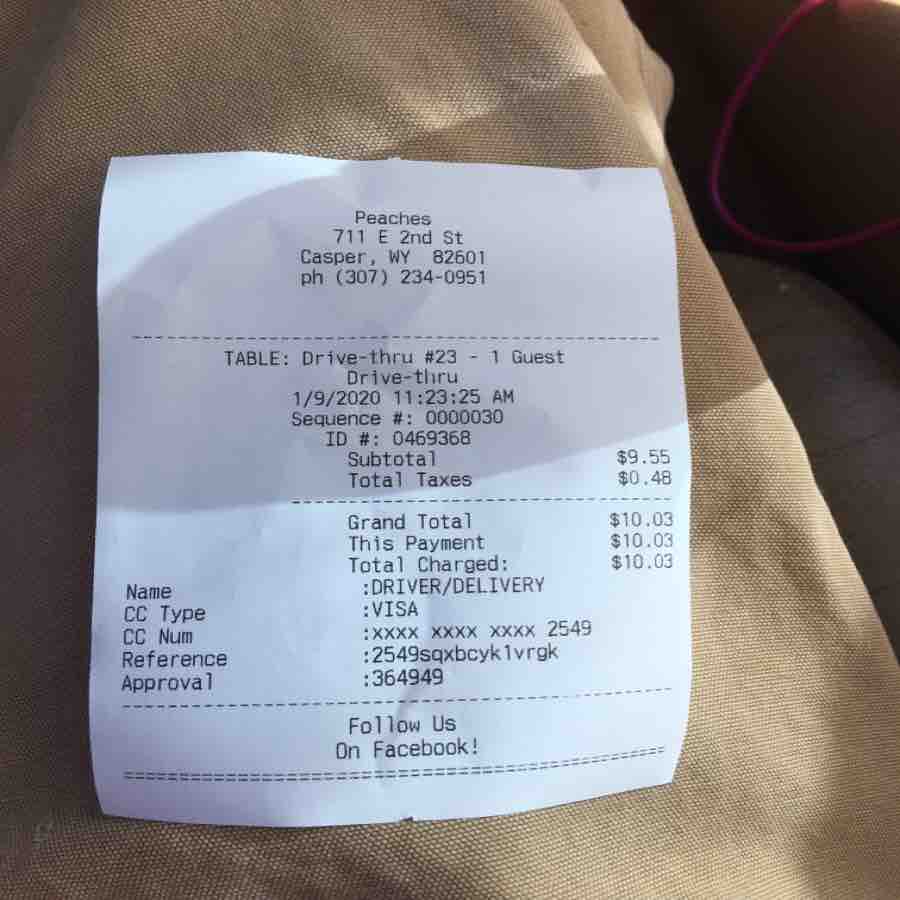 Peaches
711 E 2nd St
Casper, WY 82601
ph (307) 234-0951
TABLE: Drive-thru #23 - 1 Guest
Drive-thru
1/9/2020 11:23:25 AM
Sequence #: 0000030
ID #: 0469368
Subtotal $9.55
Total Taxes $0.48
Grand Total $10.03
This Payment $10.03
Total Charged: $10.03
Name :DRIVER/DELIVERY
CC Type :VISA
CC Num :xxxx xxxx xxxx 2549
Reference :2549sqxbcyk1vrgk
Approval :364949
Follow Us
On Facebook!